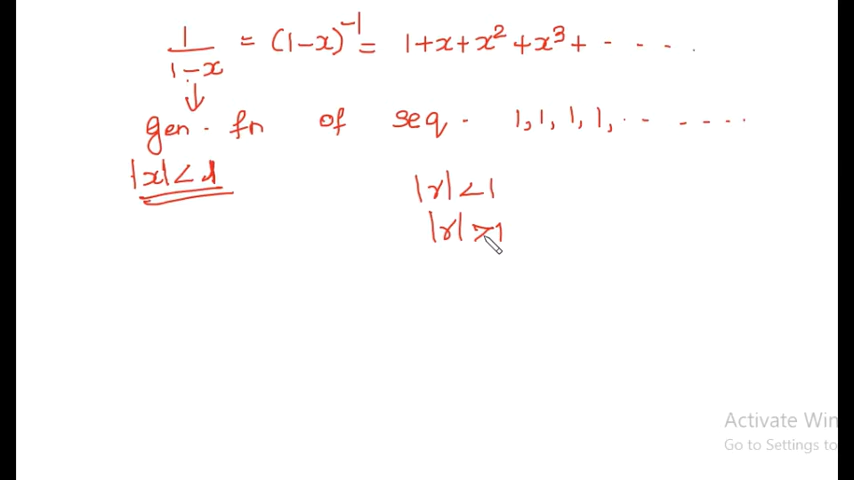 1/(1-x) = (1-x)^-1 = 1+x+x^2+x^3+- - - - .
gen. fn of seq. 1,1,1,1,- - - - - -
|x|<1
|r|<1
|r|>1
Activate Win
Go to Settings to